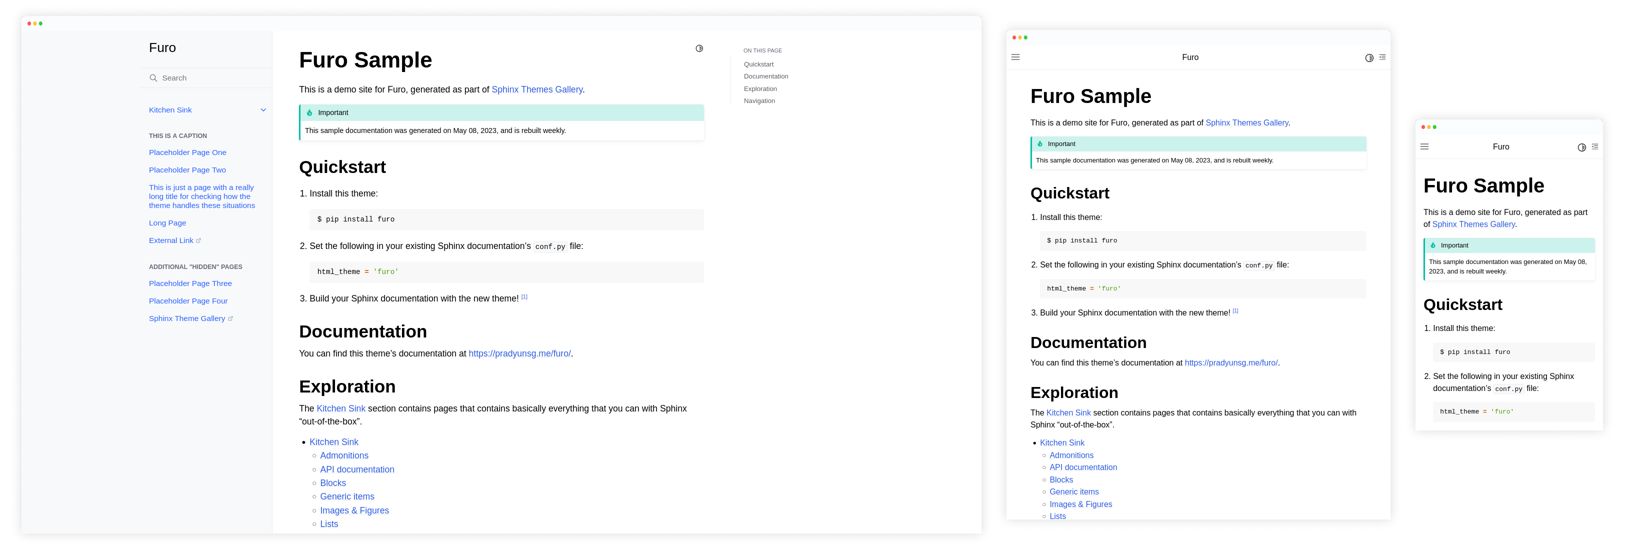 Furo
Search
Kitchen Sink
THIS IS A CAPTION
Placeholder Page One
Placeholder Page Two
This is just a page with a really
long title for checking how the
theme handles these situations
Long Page
External Link
ADDITIONAL "HIDDEN" PAGES
Placeholder Page Three
Placeholder Page Four
Sphinx Theme Gallery
Furo Sample
This is a demo site for Furo, generated as part of Sphinx Themes Gallery.
Important
This sample documentation was generated on May 08, 2023, and is rebuilt weekly.
Quickstart
1. Install this theme:
$ pip install furo
2. Set the following in your existing Sphinx documentation’s conf.py file:
html_theme = 'furo'
3. Build your Sphinx documentation with the new theme! [1]
Documentation
You can find this theme’s documentation at https://pradyunsg.me/furo/.
Exploration
The Kitchen Sink section contains pages that contains basically everything that you can with Sphinx
“out-of-the-box”.
Kitchen Sink
Admonitions
API documentation
Blocks
Generic items
Images & Figures
Lists
ON THIS PAGE
Quickstart
Documentation
Exploration
Navigation
Furo
Furo Sample
This is a demo site for Furo, generated as part of Sphinx Themes Gallery.
Important
This sample documentation was generated on May 08, 2023, and is rebuilt weekly.
Quickstart
1. Install this theme:
$ pip install furo
2. Set the following in your existing Sphinx documentation’s conf.py file:
html_theme = 'furo'
3. Build your Sphinx documentation with the new theme! [1]
Documentation
You can find this theme’s documentation at https://pradyunsg.me/furo/.
Exploration
The Kitchen Sink section contains pages that contains basically everything that you can with
Sphinx “out-of-the-box”.
Kitchen Sink
Admonitions
API documentation
Blocks
Generic items
Images & Figures
Lists
Furo
Furo Sample
This is a demo site for Furo, generated as part
of Sphinx Themes Gallery.
Important
This sample documentation was generated on May 08,
2023, and is rebuilt weekly.
Quickstart
1. Install this theme:
$ pip install furo
2. Set the following in your existing Sphinx
documentation’s conf.py file:
html_theme = 'furo'